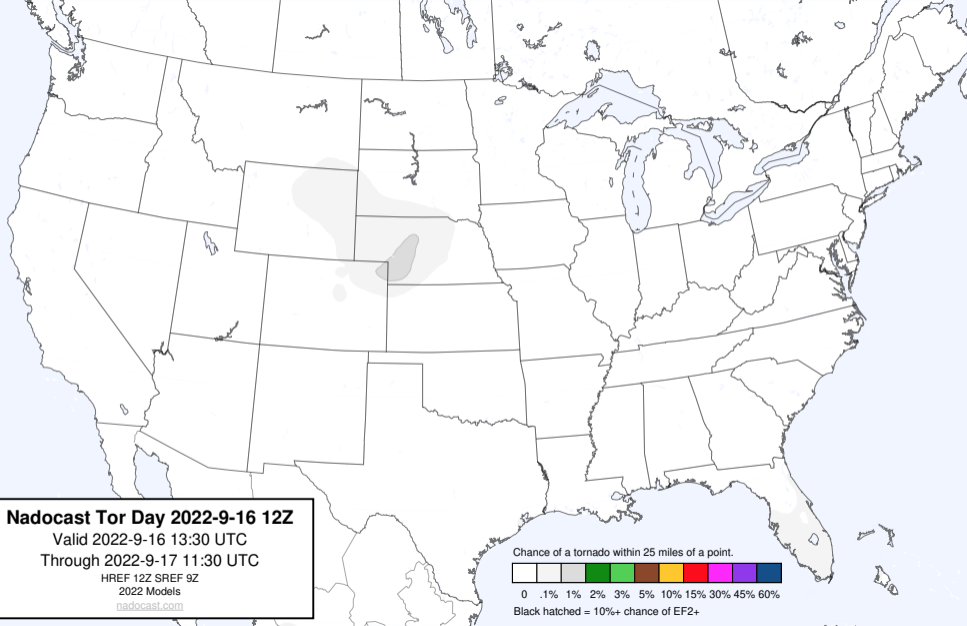 Nadocast Tor Day 2022-9-16 12Z
Valid 2022-9-16 13:30 UTC
Through 2022-9-17 11:30 UTC
HREF 12Z SREF 9Z
2022 Models
nadocast.com
Chance of a tornado within 25 miles of a point.
0 .1% 1% 2% 3% 5% 10% 15% 30% 45% 60%
Black hatched = 10%+ chance of EF2+